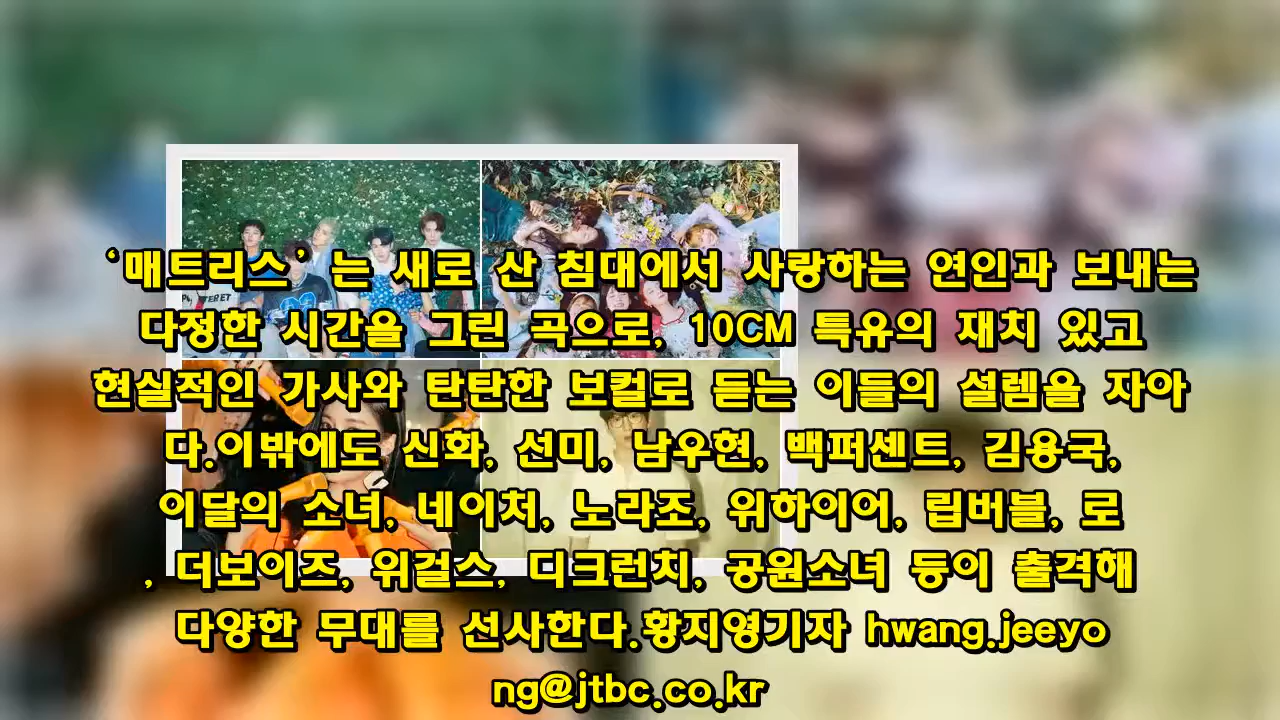 ‘매트리스’는 새로 산 침대에서 사랑하는 연인과 보내는
다정한 시간을 그린 곡으로, 10CM 특유의 재치 있고
현실적인 가사와 탄탄한 보컬로 듣는 이들의 설렘을 자아
다.이밖에도 신화, 선미, 남우현, 백퍼센트, 김용국,
이달의 소녀, 네이처, 노라조, 위하이어, 립버블, 로
, 더보이즈, 위걸스, 디크런치, 공원소녀 등이 출격해
다양한 무대를 선사한다.황지영기자 hwang.jeeyo
ng@jtbc.co.kr